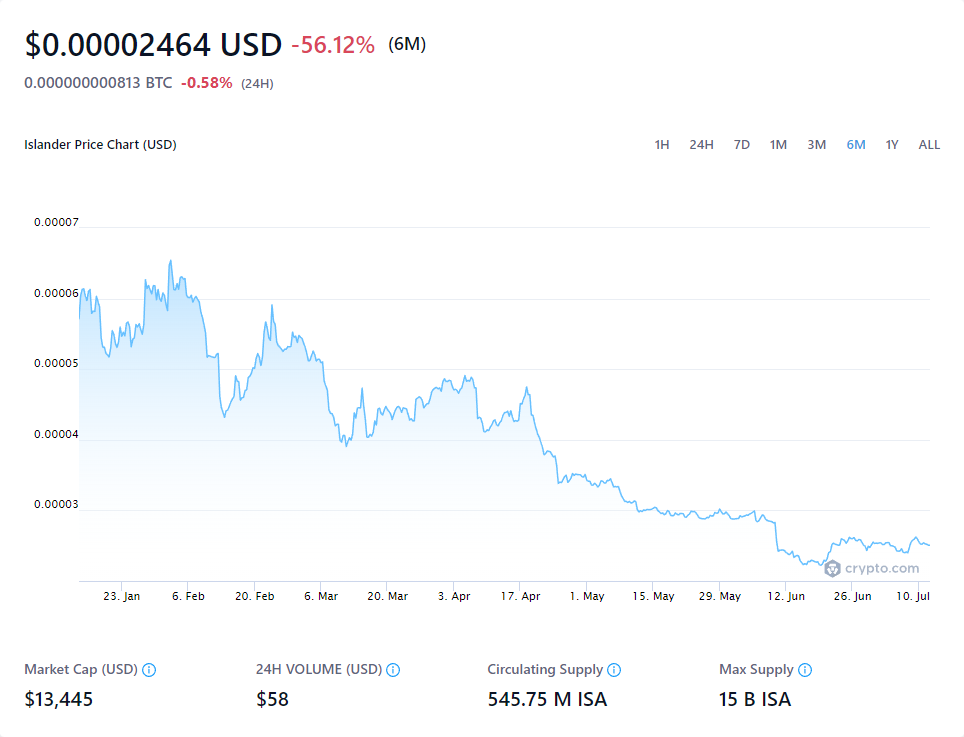 $0.00002464 USD -56.12% (6M)
0.000000000813 BTC -0.58% (24H)
Islander Price Chart (USD)
1H 24H 7D 1M 3M 6M 1Y ALL
0.00007
0.00006
0.00005
0.00004
0.00003
crypto.com
23. Jan 6. Feb 20. Feb 6. Mar 20. Mar 3. Apr 17. Apr 1. May 15. May 29. May 12. Jun 26. Jun 10. Jul
Market Cap (USD) 24H VOLUME (USD) Circulating Supply Max Supply
$13,445 $58 545.75 M ISA 15 B ISA